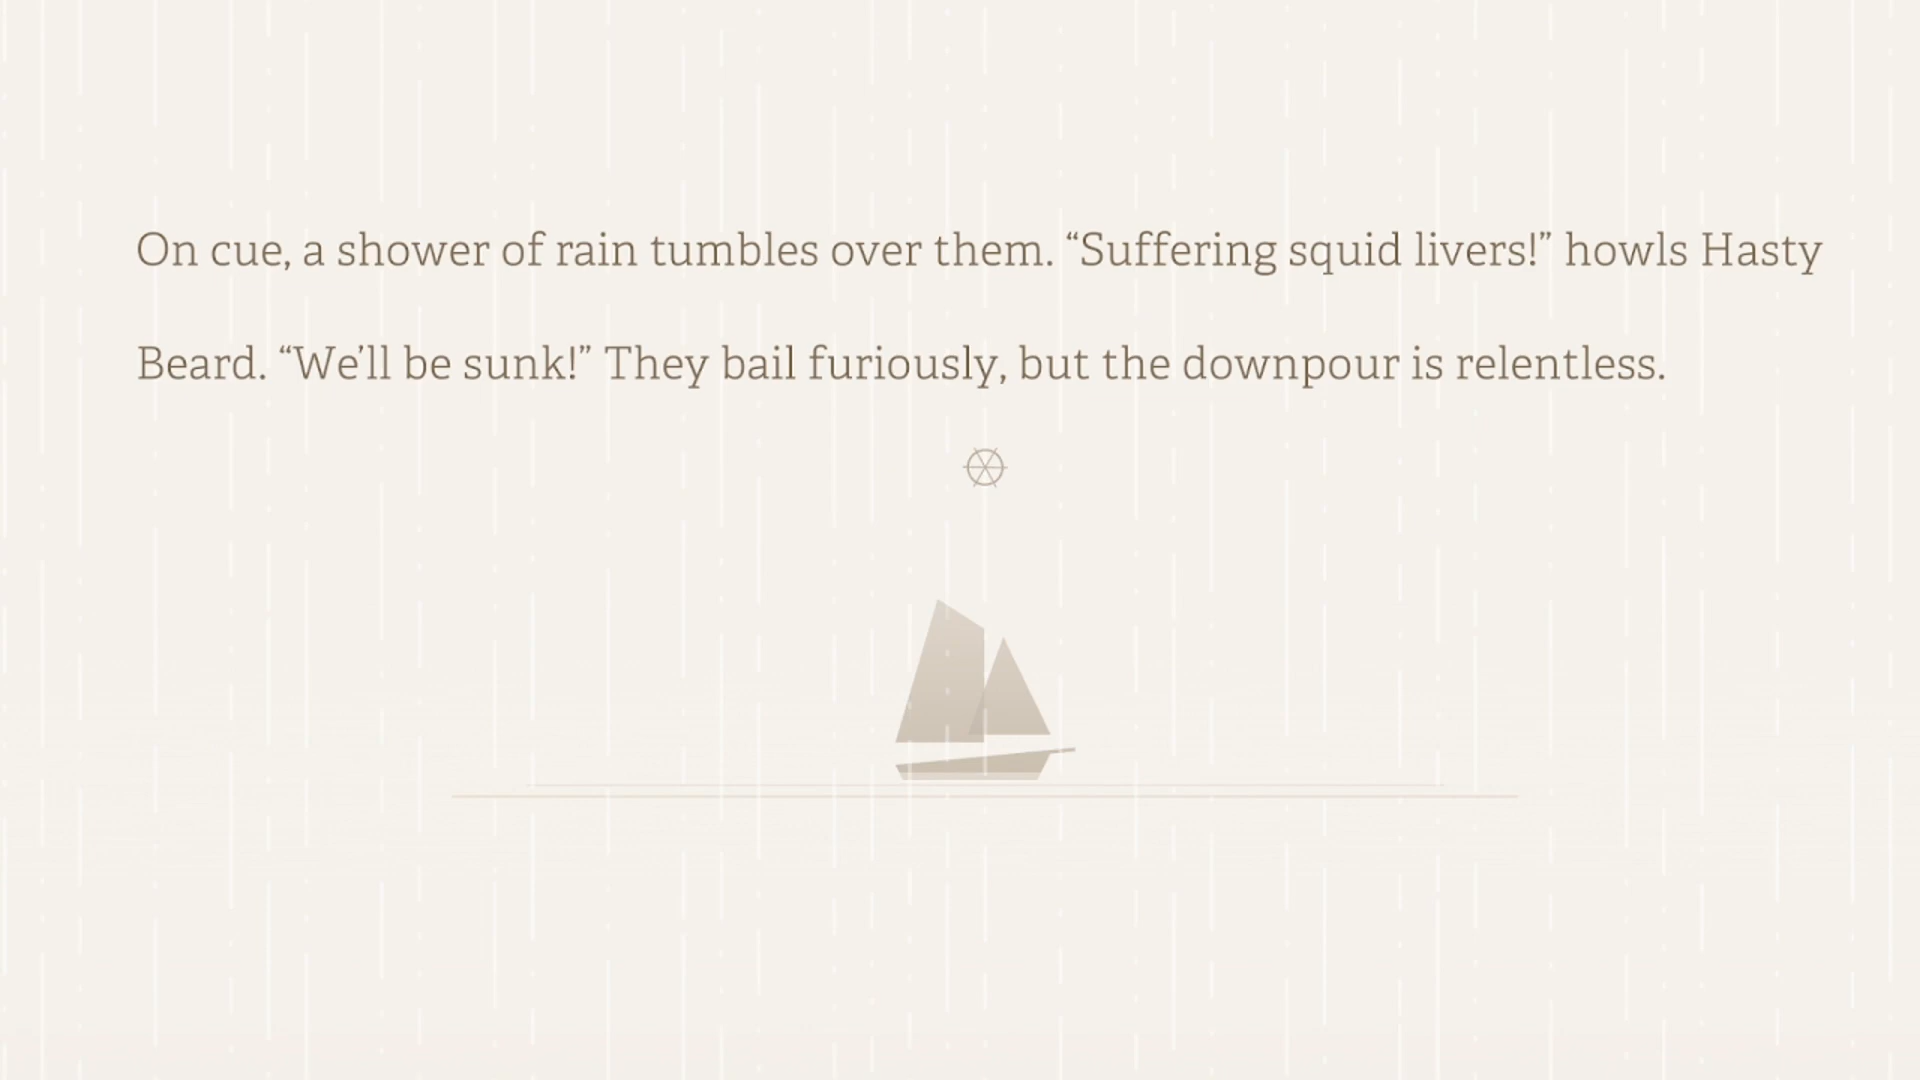 On cue, a shower of rain tumbles over them. “Suffering squid livers!” howls Hasty
Beard. “We’ll be sunk!” They bail furiously, but the downpour is relentless.